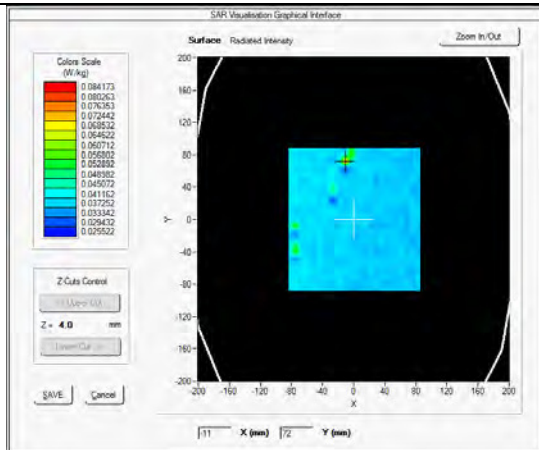 SAR Visualisation Graphical Interface
Surface Radiated Intensity
Zoom In/Out
Colors Scale
(W/kg)
0.084173
0.080263
0.076353
0.072442
0.068532
0.064622
0.060712
0.056802
0.052892
0.048982
0.045072
0.041162
0.037252
0.033342
0.029432
0.025522
Z-Cuts Control
Z = 4.0 mm
SAVE
Cancel
200
160
120
80
40
0
-40
-80
-120
-160
-200
Y
-200 -160 -120 -80 -40 0 40 80 120 160 200
X
-11 X (mm) 72 Y (mm)